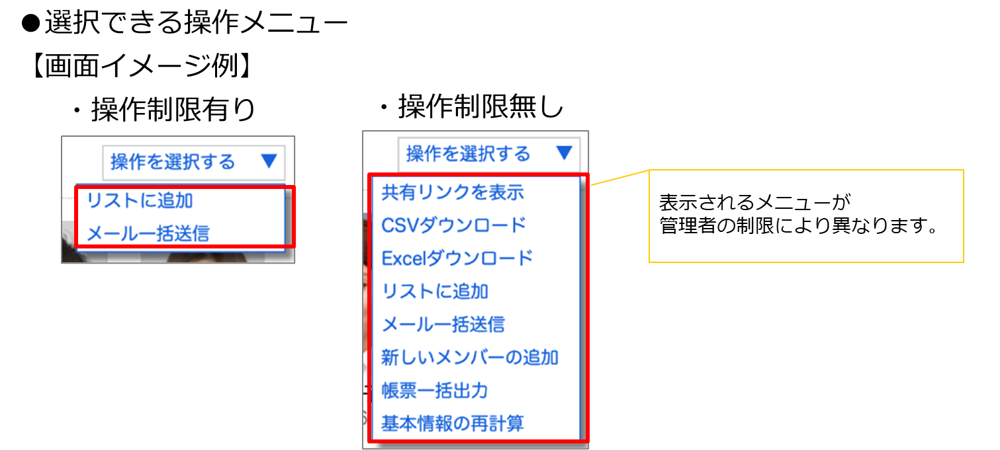 ●選択できる操作メニュー
【画面イメージ例】
・操作制限有り
操作を選択する ▼
リストに追加
メール一括送信
・操作制限無し
操作を選択する ▼
共有リンクを表示
CSVダウンロード
Excelダウンロード
リストに追加
メール一括送信
新しいメンバーの追加
帳票一括出力
基本情報の再計算
表示されるメニューが
管理者の制限により異なります。